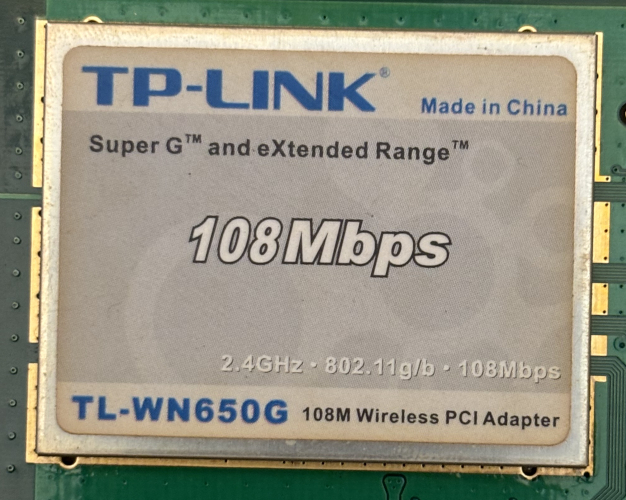 TP-LINK®
Made in China
Super G™ and eXtended Range™
108Mbps
2.4GHz · 802.11g/b · 108Mbps
TL-WN650G 108M Wireless PCI Adapter